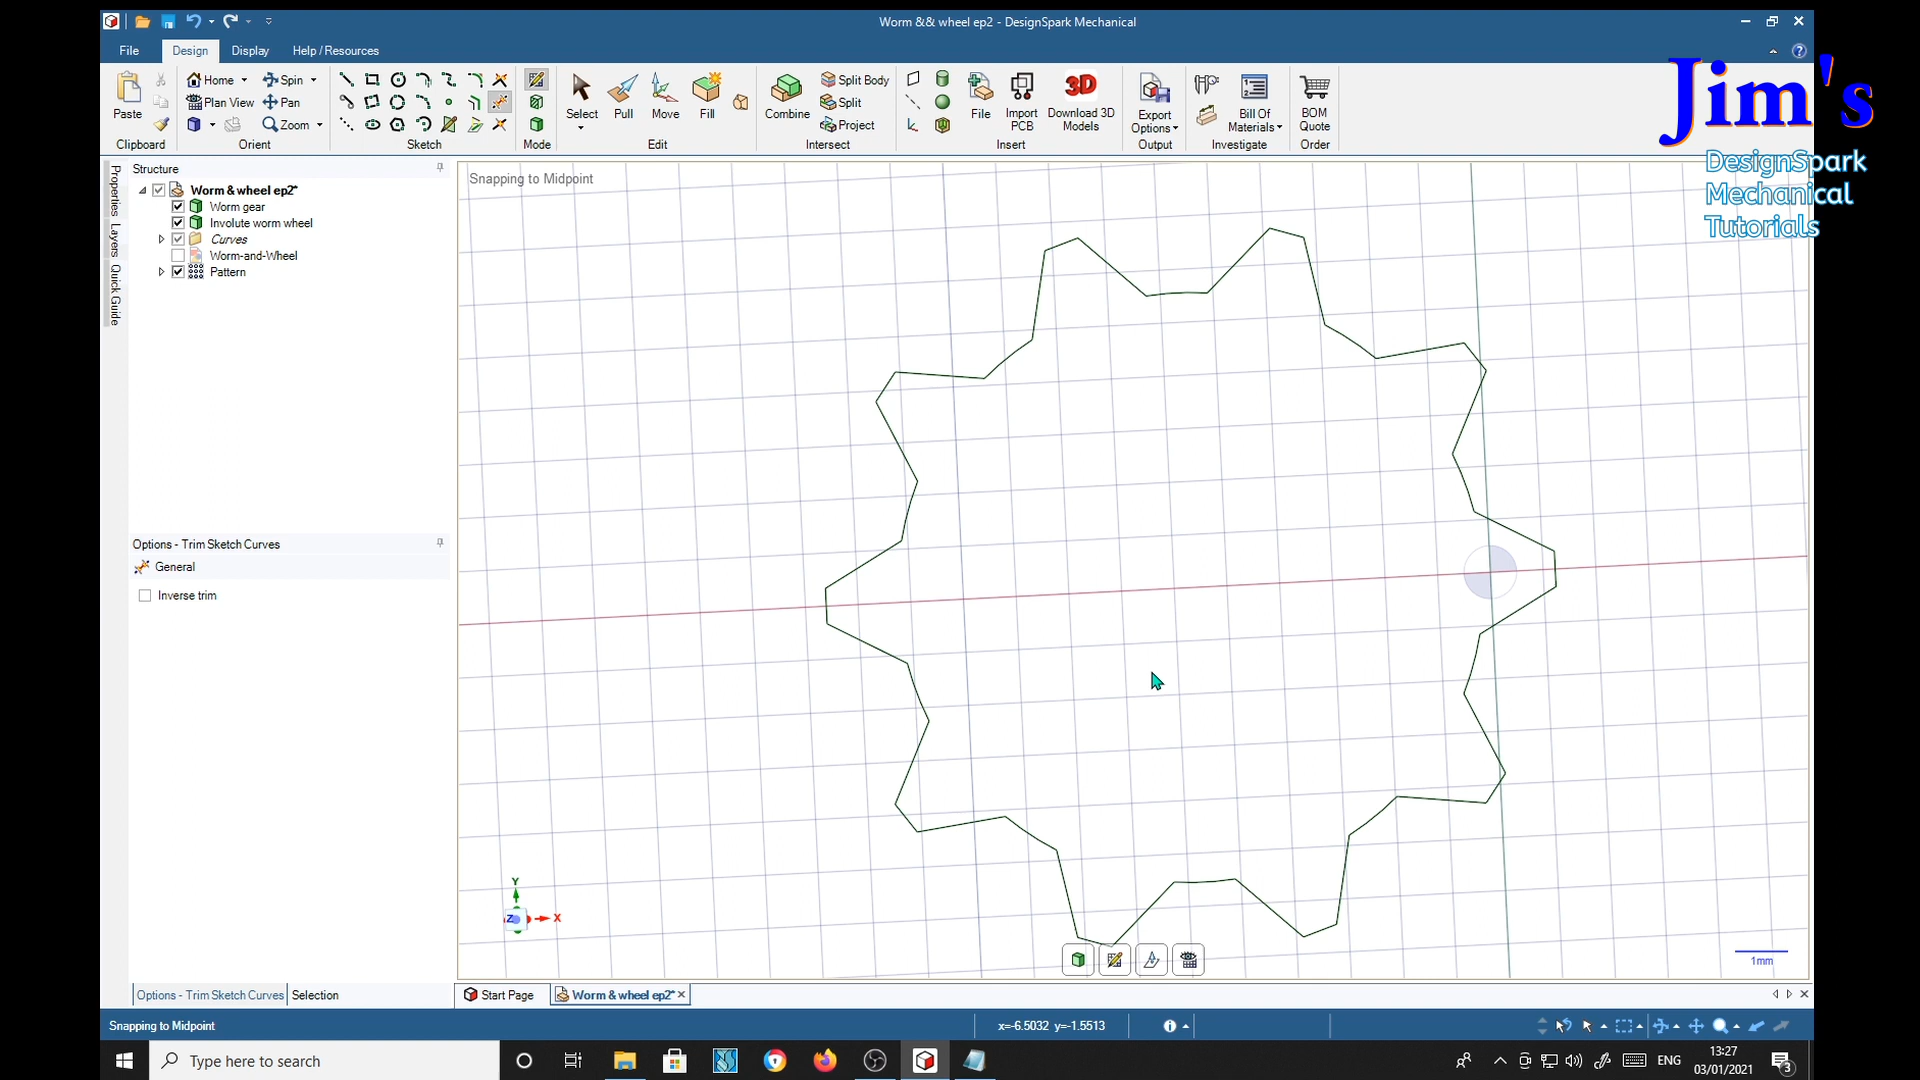 Worm && wheel ep2 - DesignSpark Mechanical
File Design Display Help / Resources
Paste
Clipboard
Home Spin
Plan View Pan
Zoom
Orient
Sketch
Mode
Select Pull Move Fill
Edit
Combine
Split Body
Split
Project
Intersect
File
Import PCB
Download 3D Models
Insert
Export Options
Output
Bill Of Materials
Investigate
BOM Quote
Order
Jim's
DesignSpark
Mechanical
Tutorials
Properties
Layers
Quick Guide
Structure
Worm & wheel ep2*
Worm gear
Involute worm wheel
Curves
Worm-and-Wheel
Pattern
Snapping to Midpoint
Options - Trim Sketch Curves
General
Inverse trim
Y
Z X
1mm
Options - Trim Sketch Curves Selection
Start Page Worm & wheel ep2*
Snapping to Midpoint x=-6.5032 y=-1.5513
Type here to search
ENG
13:27
03/01/2021
3